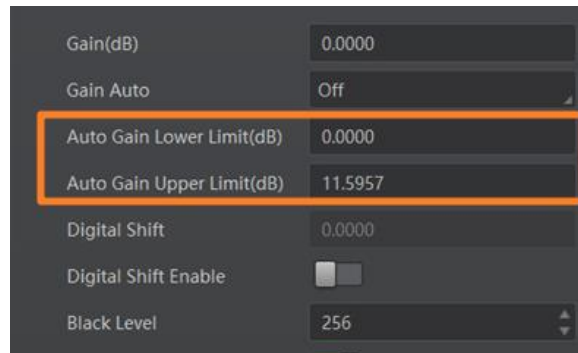 Gain(dB) 0.0000
Gain Auto Off
Auto Gain Lower Limit(dB) 0.0000
Auto Gain Upper Limit(dB) 11.5957
Digital Shift 0.0000
Digital Shift Enable
Black Level 256